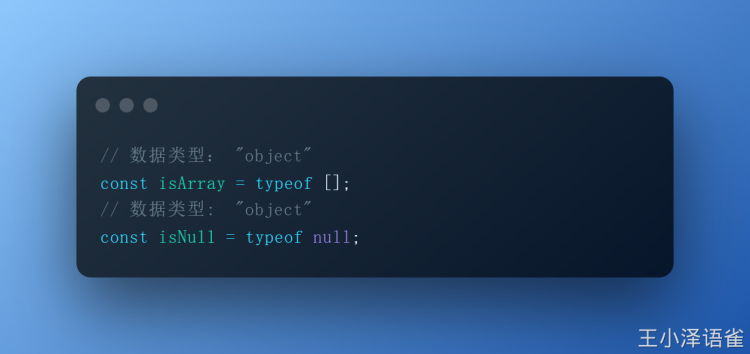 // 数据类型： "object"
const isArray = typeof [];
// 数据类型： "object"
const isNull = typeof null;
王小泽语雀